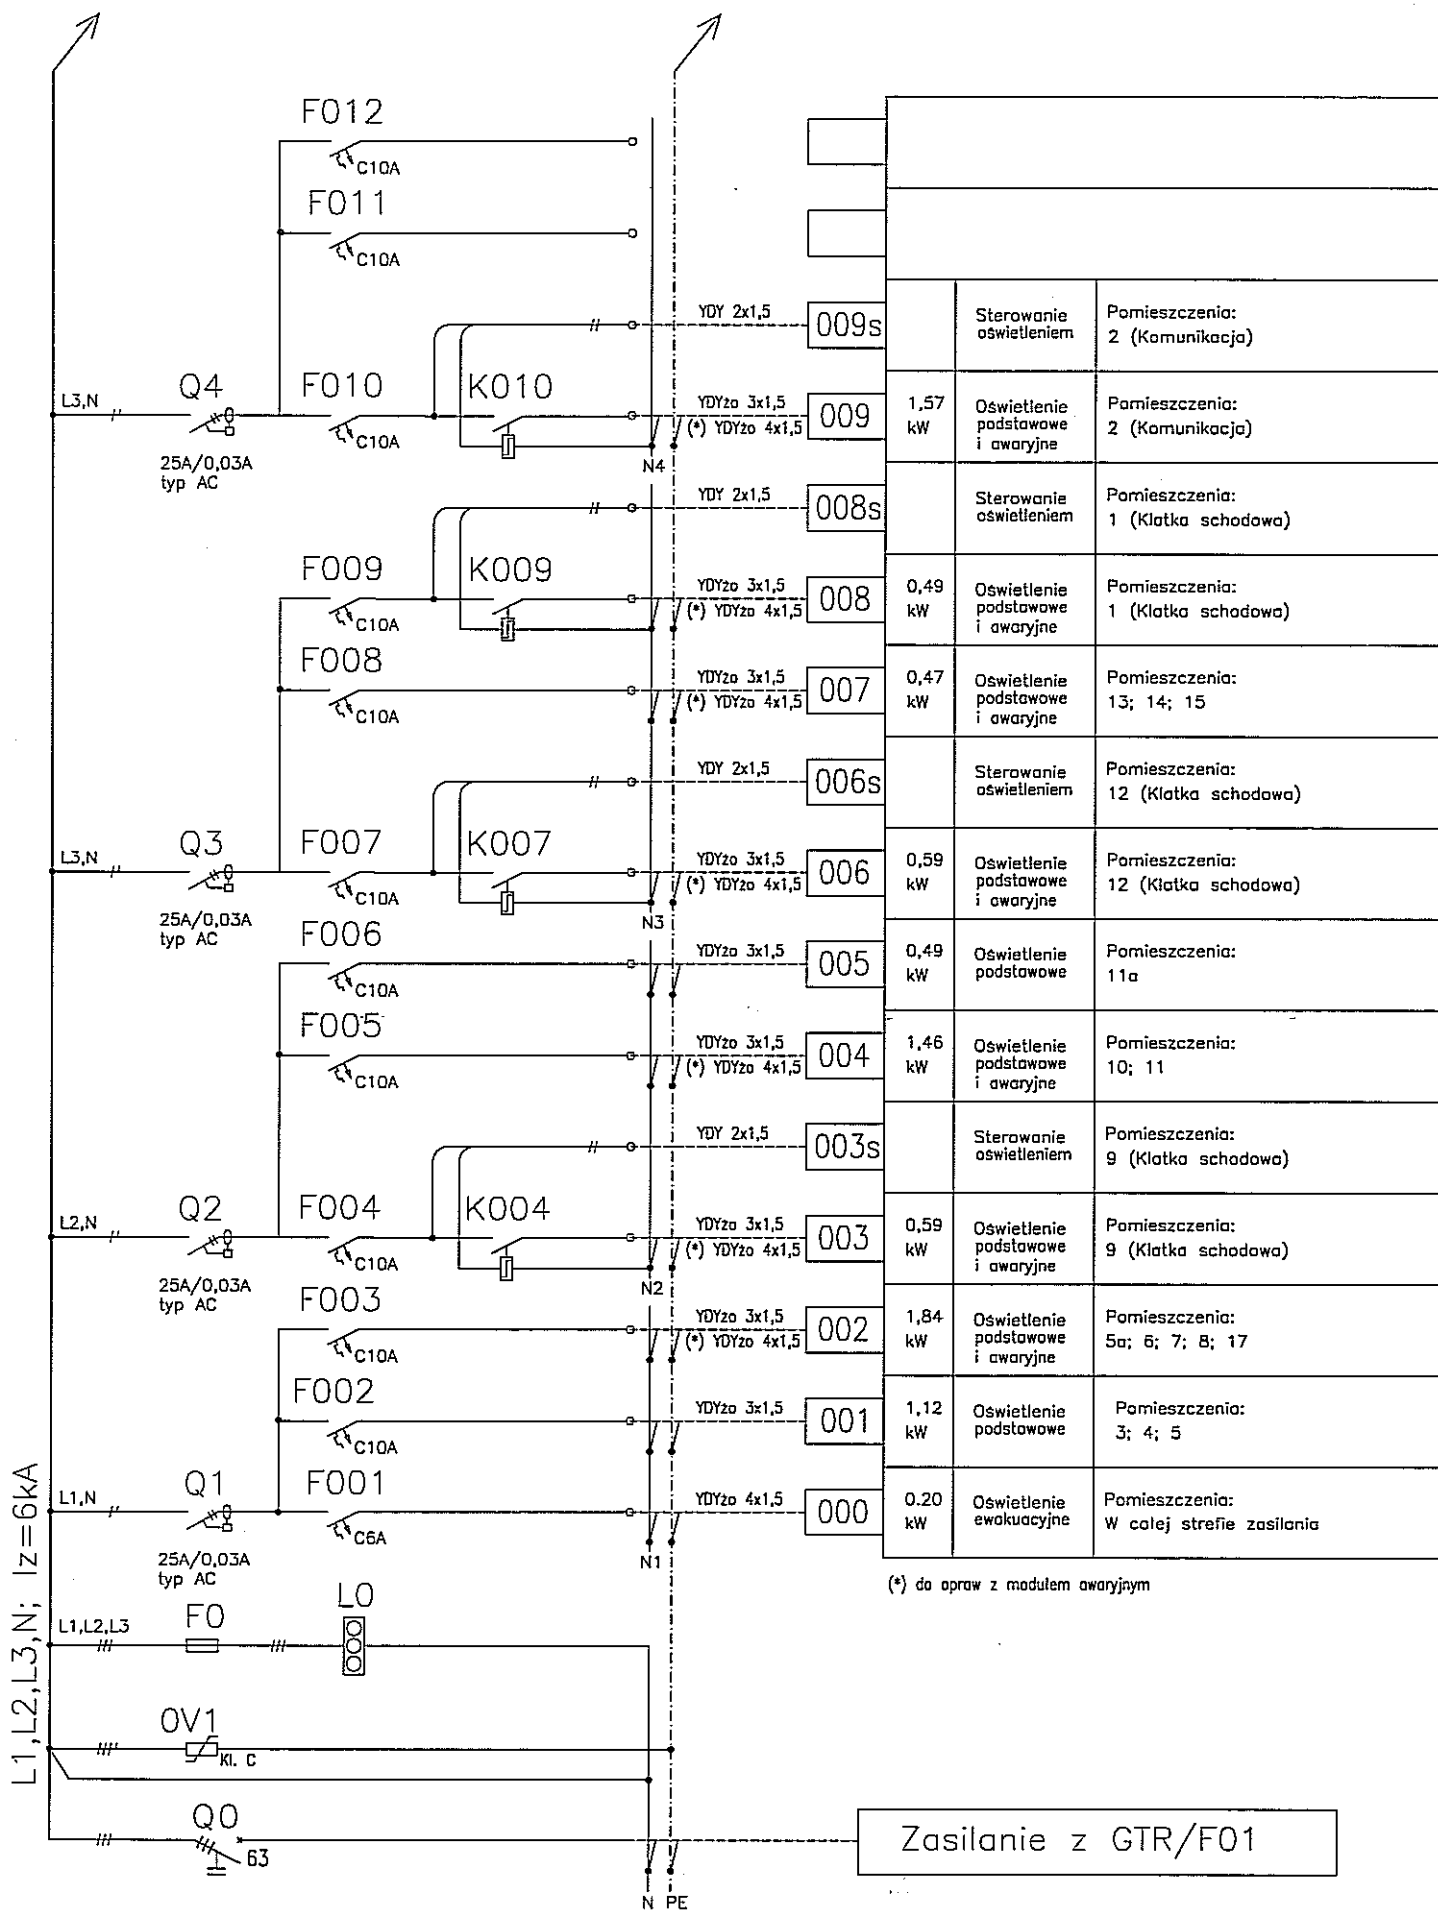 F012
C10A
F011
C10A
YDY 2x1,5
009s
Sterowanie
oświetleniem
Pomieszczenia:
2 (Komunikacja)
L3,N
Q4
25A/0,03A
typ AC
F010
C10A
K010
N4
YDYżo 3x1,5
(*) YDYżo 4x1,5
009
1,57
kW
Oświetlenie
podstawowe
i awaryjne
Pomieszczenia:
2 (Komunikacja)
YDY 2x1,5
008s
Sterowanie
oświetleniem
Pomieszczenia:
1 (Klatka schodowa)
F009
C10A
K009
YDYżo 3x1,5
(*) YDYżo 4x1,5
008
0,49
kW
Oświetlenie
podstawowe
i awaryjne
Pomieszczenia:
1 (Klatka schodowa)
F008
C10A
YDYżo 3x1,5
(*) YDYżo 4x1,5
007
0,47
kW
Oświetlenie
podstawowe
i awaryjne
Pomieszczenia:
13; 14; 15
YDY 2x1,5
006s
Sterowanie
oświetleniem
Pomieszczenia:
12 (Klatka schodowa)
L3,N
Q3
25A/0,03A
typ AC
F007
C10A
K007
N3
YDYżo 3x1,5
(*) YDYżo 4x1,5
006
0,59
kW
Oświetlenie
podstawowe
i awaryjne
Pomieszczenia:
12 (Klatka schodowa)
F006
C10A
YDYżo 3x1,5
005
0,49
kW
Oświetlenie
podstawowe
Pomieszczenia:
11a
F005
C10A
YDYżo 3x1,5
(*) YDYżo 4x1,5
004
1,46
kW
Oświetlenie
podstawowe
i awaryjne
Pomieszczenia:
10; 11
YDY 2x1,5
003s
Sterowanie
oświetleniem
Pomieszczenia:
9 (Klatka schodowa)
L2,N
Q2
25A/0,03A
typ AC
F004
C10A
K004
N2
YDYżo 3x1,5
(*) YDYżo 4x1,5
003
0,59
kW
Oświetlenie
podstawowe
i awaryjne
Pomieszczenia:
9 (Klatka schodowa)
F003
C10A
YDYżo 3x1,5
(*) YDYżo 4x1,5
002
1,84
kW
Oświetlenie
podstawowe
i awaryjne
Pomieszczenia:
5a; 6; 7; 8; 17
F002
C10A
YDYżo 3x1,5
001
1,12
kW
Oświetlenie
podstawowe
Pomieszczenia:
3; 4; 5
L1,N
Q1
25A/0,03A
typ AC
F001
C6A
N1
YDYżo 4x1,5
000
0.20
kW
Oświetlenie
ewakuacyjne
Pomieszczenia:
W całej strefie zasilania
(*) do opraw z modułem awaryjnym
L1,L2,L3,N; Iz=6kA
L1,L2,L3
F0
L0
OV1
Kl. C
Q0
63
Zasilanie z GTR/F01
N PE